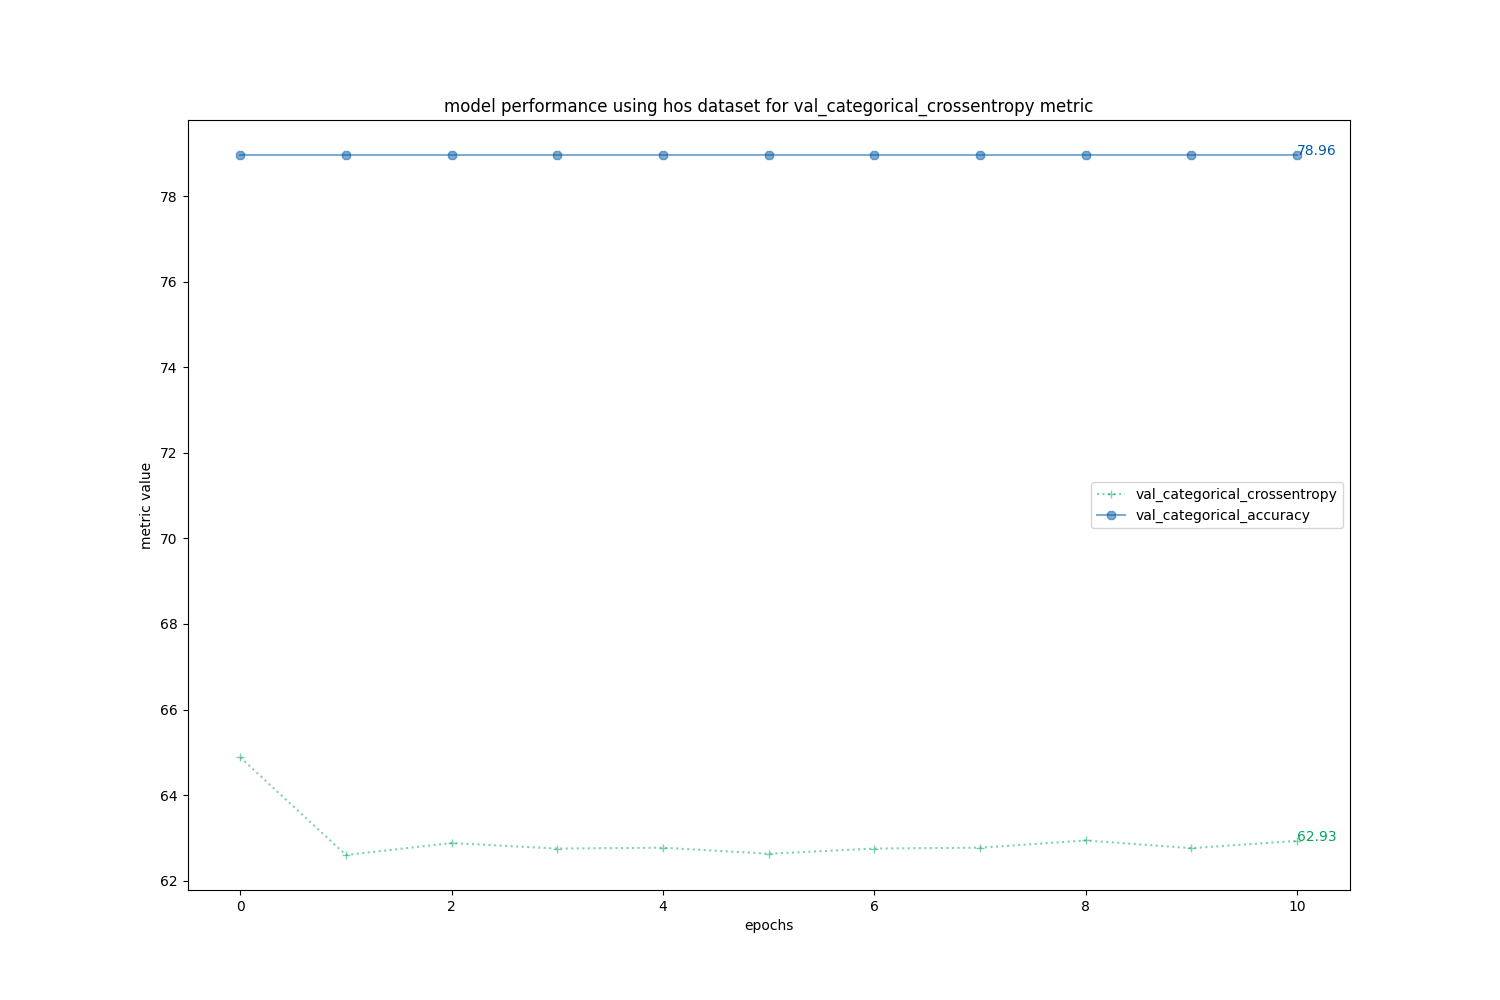 model performance using hos dataset for val_categorical_crossentropy metric
78.96
78
76
74
72
70
68
66
64
62
metric value
val_categorical_crossentropy
val_categorical_accuracy
62.93
0 2 4 6 8 10
epochs